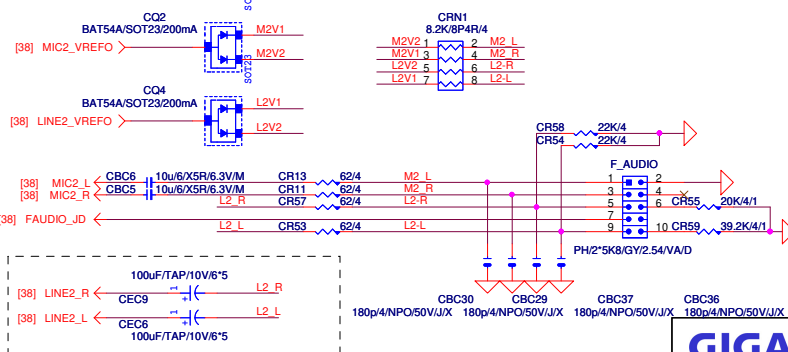 CQ2
BAT54A/SOT23/200mA
[38] MIC2_VREFO
M2V1
M2V2
SOT23
CQ4
BAT54A/SOT23/200mA
[38] LINE2_VREFO
L2V1
L2V2
CRN1
8.2K/8P4R/4
M2V2 1 2 M2_L
M2V1 3 4 M2_R
L2V2 5 6 L2-R
L2V1 7 8 L2-L
CR58 22K/4
CR54 22K/4
F_AUDIO
[38] MIC2_L CBC6 10u/6/X5R/6.3V/M CR13 62/4 M2_L 1 2
[38] MIC2_R CBC5 10u/6/X5R/6.3V/M CR11 62/4 M2_R 3 4
L2_R CR57 62/4 L2-R 5 6 CR55 20K/4/1
[38] FAUDIO_JD 7
L2_L CR53 62/4 L2-L 9 10 CR59 39.2K/4/1
PH/2*5K8/GY/2.54/VA/D
100uF/TAP/10V/6*5
[38] LINE2_R 1 L2_R
CEC9 +
[38] LINE2_L 1 L2_L
CEC6 +
100uF/TAP/10V/6*5
CBC30 CBC29 CBC37 CBC36
180p/4/NPO/50V/J/X 180p/4/NPO/50V/J/X 180p/4/NPO/50V/J/X 180p/4/NPO/50V/J/X
GIGA